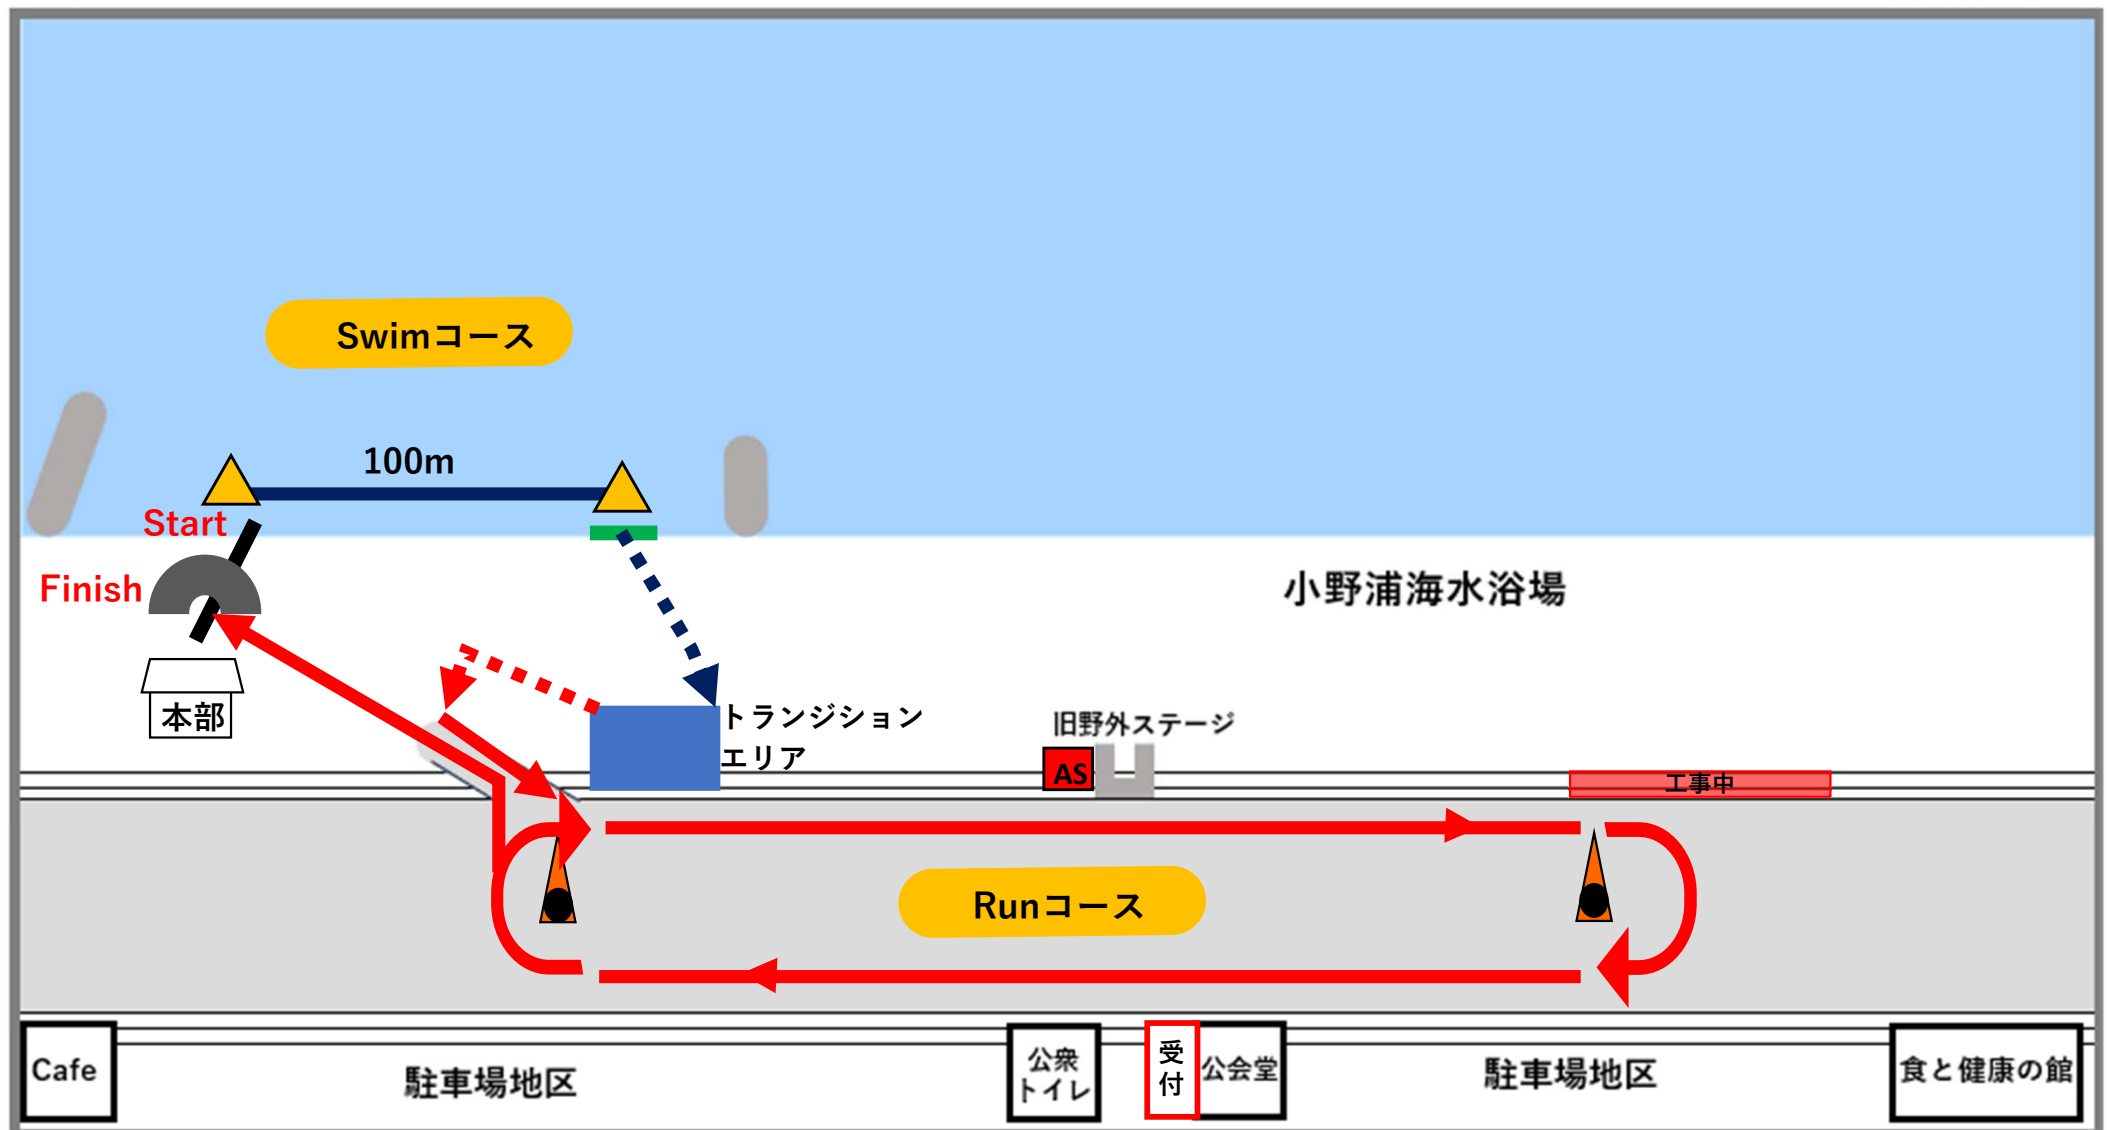 Swimコース
100m
Start
Finish
小野浦海水浴場
本部
トランジション
エリア
旧野外ステージ
AS
工事中
Runコース
Cafe
駐車場地区
公衆
トイレ
受
付
公会堂
駐車場地区
食と健康の館